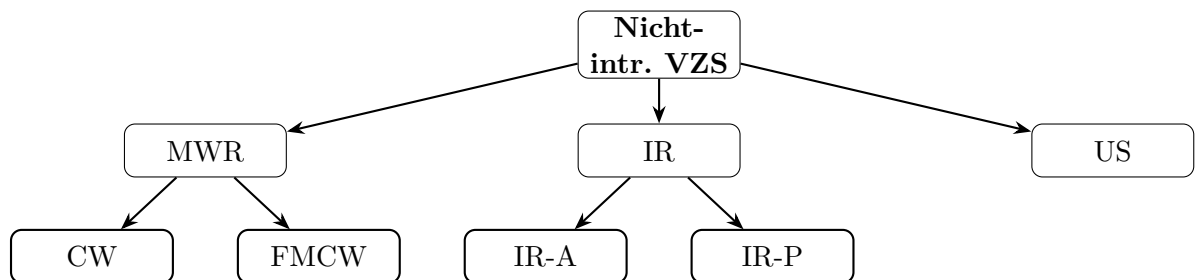 Nicht-
intr. VZS
MWR
IR
US
CW
FMCW
IR-A
IR-P